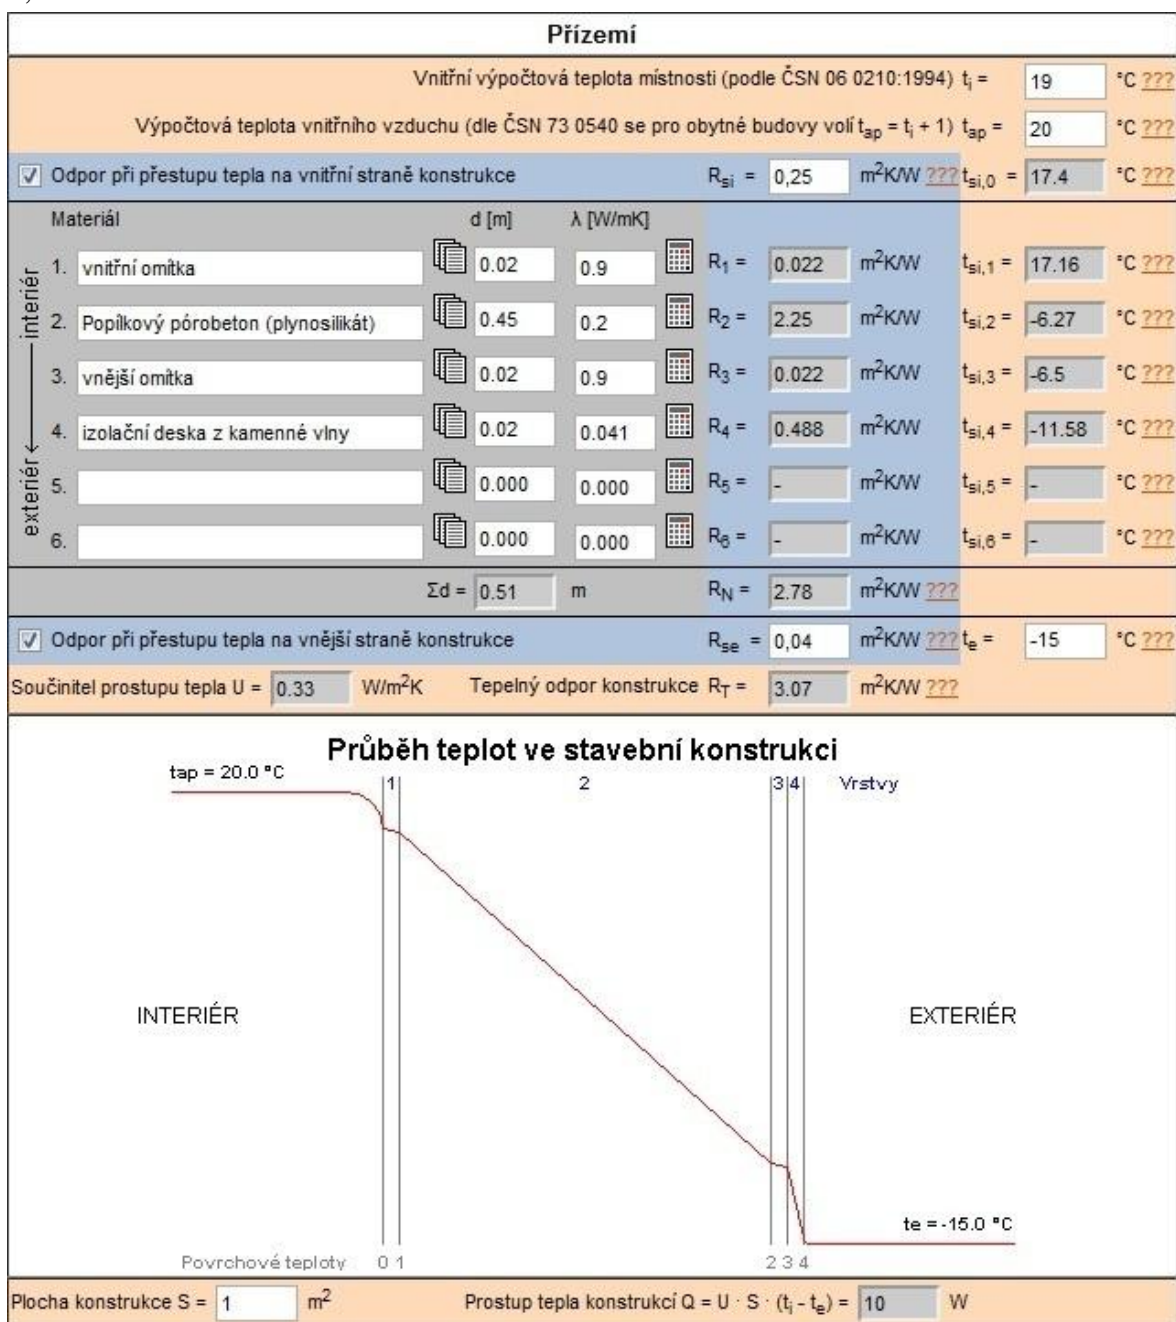 Přízemí
Vnitřní výpočtová teplota místnosti (podle ČSN 06 0210:1994) ti = 19 °C ???
Výpočtová teplota vnitřního vzduchu (dle ČSN 73 0540 se pro obytné budovy volí tap = ti + 1) tap = 20 °C ???
Odpor při přestupu tepla na vnitřní straně konstrukce Rsi = 0,25 m²K/W ??? tsi,0 = 17.4 °C ???
Materiál d [m] λ [W/mK]
interiér
exteriér
1. vnitřní omítka 0.02 0.9 R1 = 0.022 m²K/W tsi,1 = 17.16 °C ???
2. Popílkový pórobeton (plynosilikát) 0.45 0.2 R2 = 2.25 m²K/W tsi,2 = -6.27 °C ???
3. vnější omítka 0.02 0.9 R3 = 0.022 m²K/W tsi,3 = -6.5 °C ???
4. izolační deska z kamenné vlny 0.02 0.041 R4 = 0.488 m²K/W tsi,4 = -11.58 °C ???
5. 0.000 0.000 R5 = - m²K/W tsi,5 = - °C ???
6. 0.000 0.000 R6 = - m²K/W tsi,6 = - °C ???
Σd = 0.51 m RN = 2.78 m²K/W ???
Odpor při přestupu tepla na vnější straně konstrukce Rse = 0,04 m²K/W ??? te = -15 °C ???
Součinitel prostupu tepla U = 0.33 W/m²K Tepelný odpor konstrukce RT = 3.07 m²K/W ???
Průběh teplot ve stavební konstrukci
tap = 20.0 °C 1 2 3 4 Vrstvy
INTERIÉR EXTERIÉR
te = -15.0 °C
Povrchové teploty 0 1 2 3 4
Plocha konstrukce S = 1 m² Prostup tepla konstrukcí Q = U · S · (ti - te) = 10 W